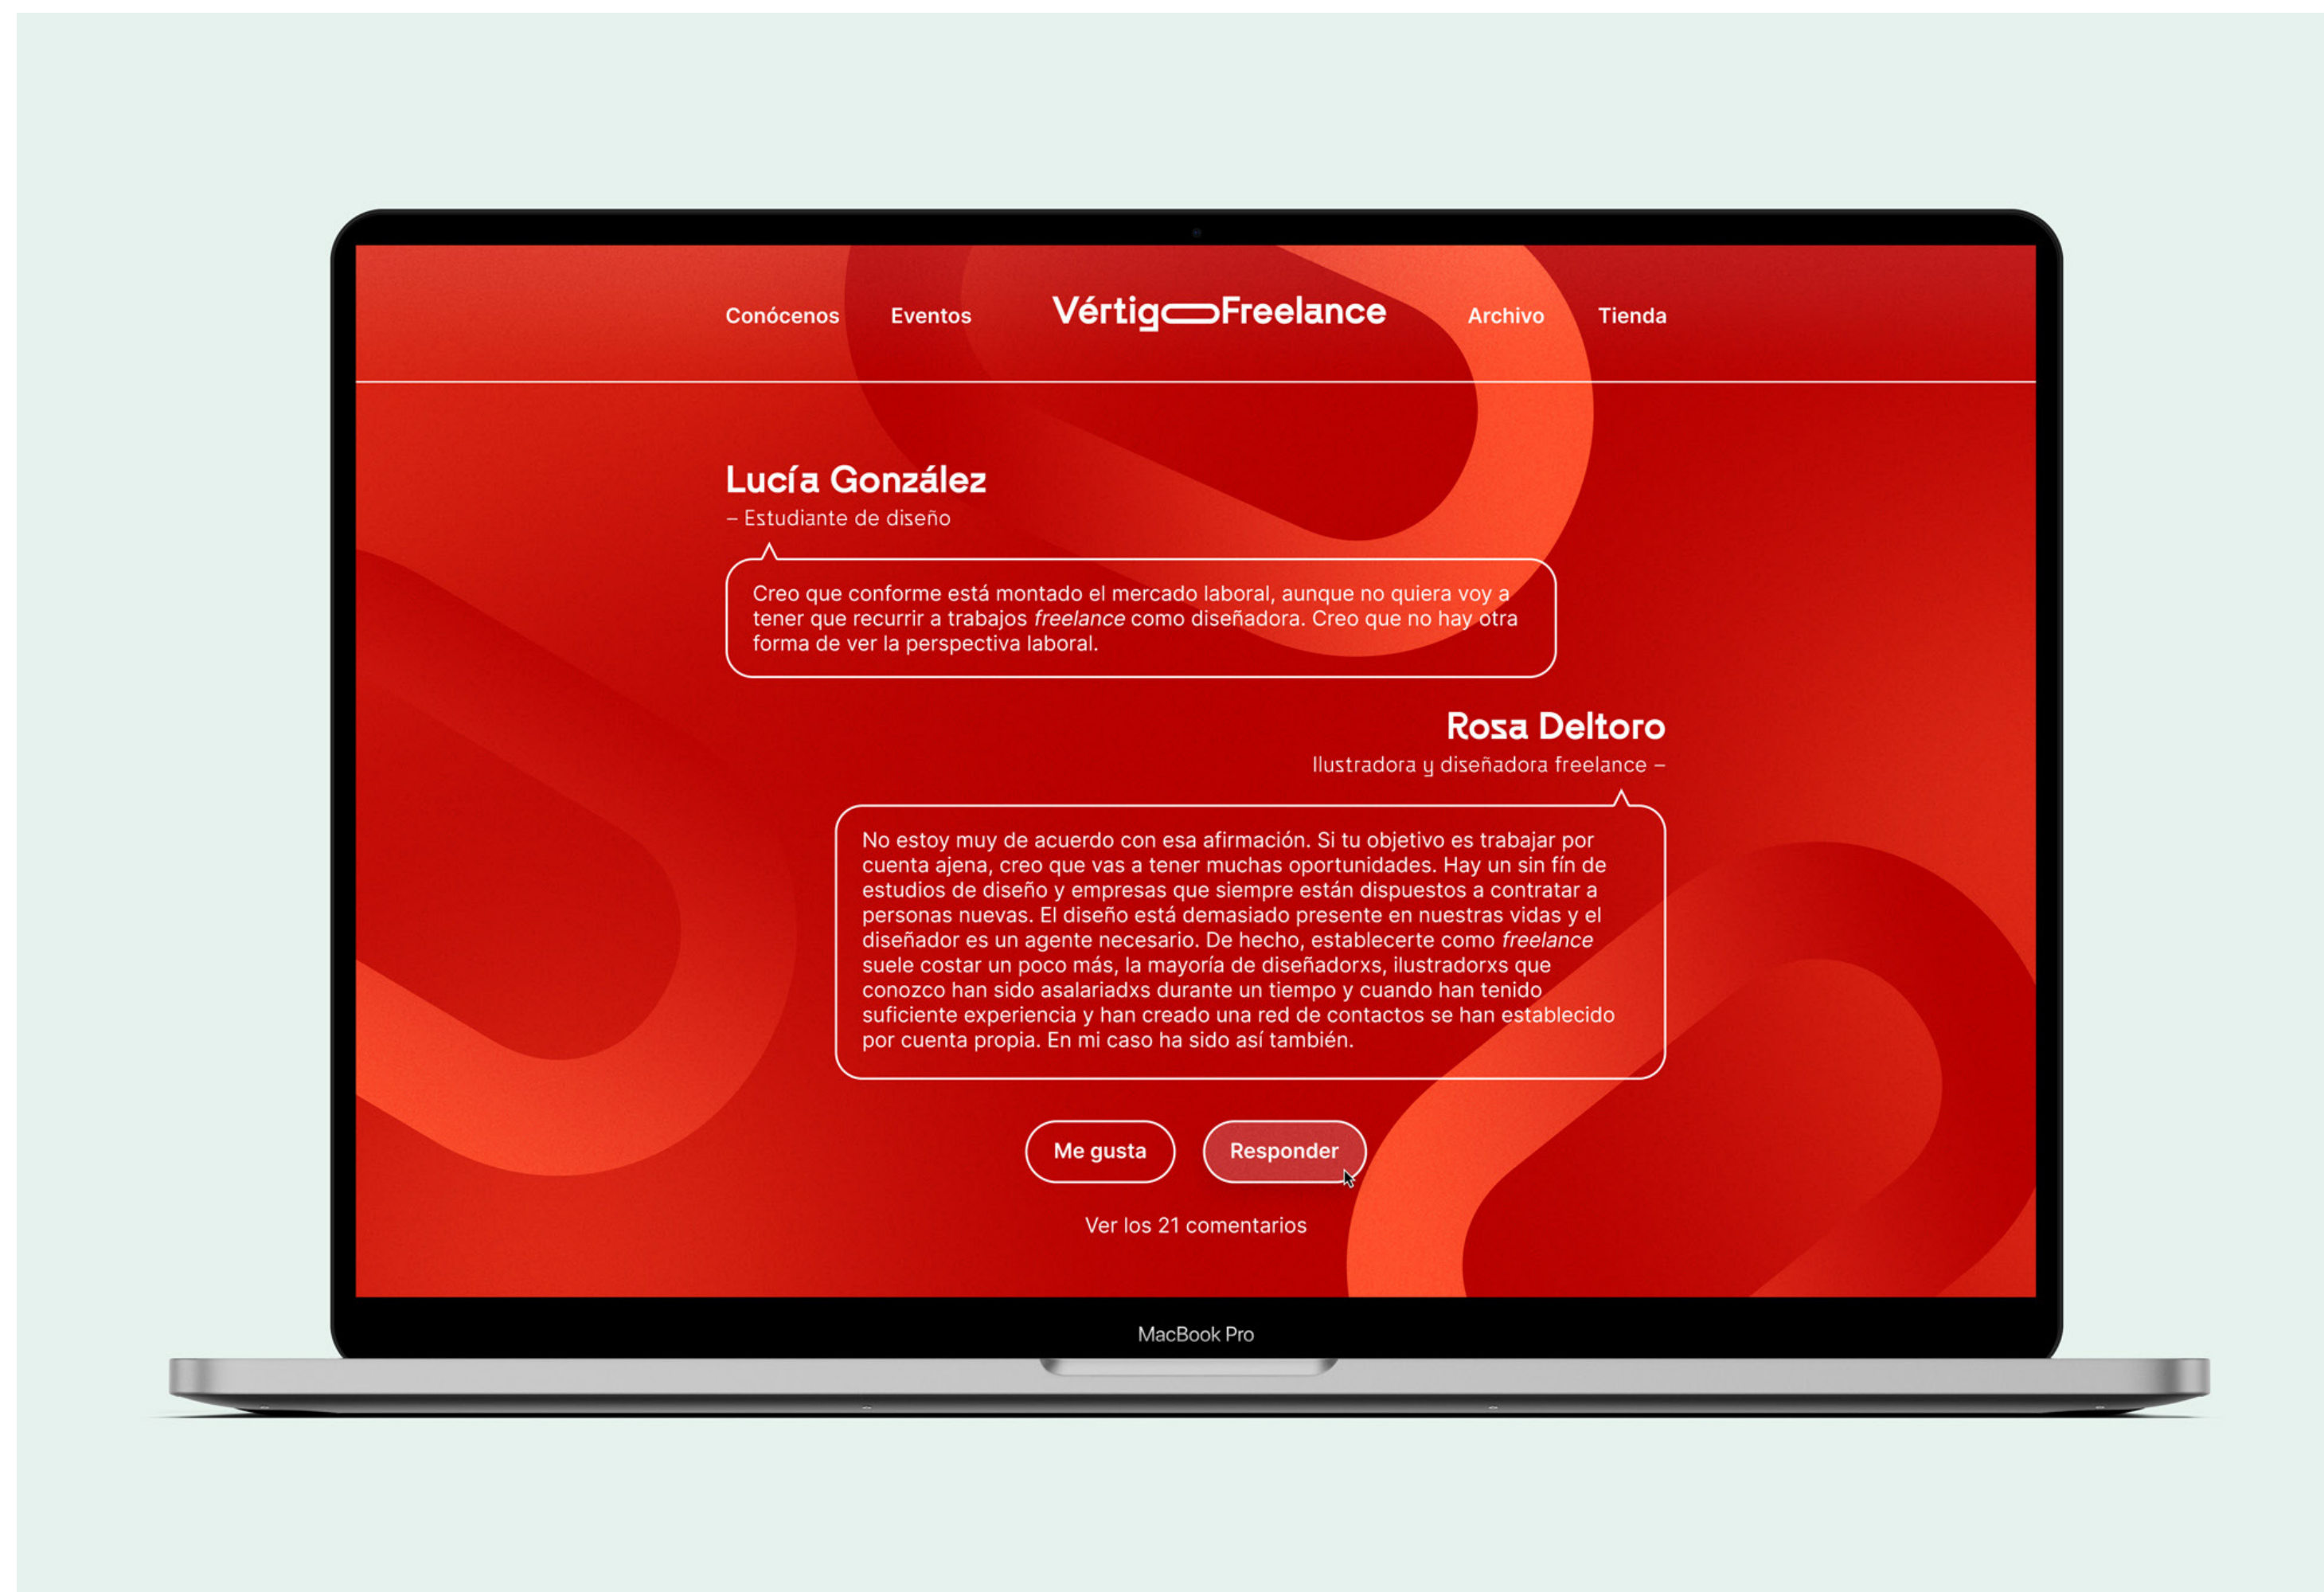 Conócenos Eventos VértigoFreelance Archivo Tienda
Lucía González
– Estudiante de diseño
Creo que conforme está montado el mercado laboral, aunque no quiera voy a
tener que recurrir a trabajos freelance como diseñadora. Creo que no hay otra
forma de ver la perspectiva laboral.
Rosa Deltoro
Ilustradora y diseñadora freelance –
No estoy muy de acuerdo con esa afirmación. Si tu objetivo es trabajar por
cuenta ajena, creo que vas a tener muchas oportunidades. Hay un sin fín de
estudios de diseño y empresas que siempre están dispuestos a contratar a
personas nuevas. El diseño está demasiado presente en nuestras vidas y el
diseñador es un agente necesario. De hecho, establecerte como freelance
suele costar un poco más, la mayoría de diseñadorxs, ilustradorxs que
conozco han sido asalariadxs durante un tiempo y cuando han tenido
suficiente experiencia y han creado una red de contactos se han establecido
por cuenta propia. En mi caso ha sido así también.
Me gusta Responder
Ver los 21 comentarios
MacBook Pro